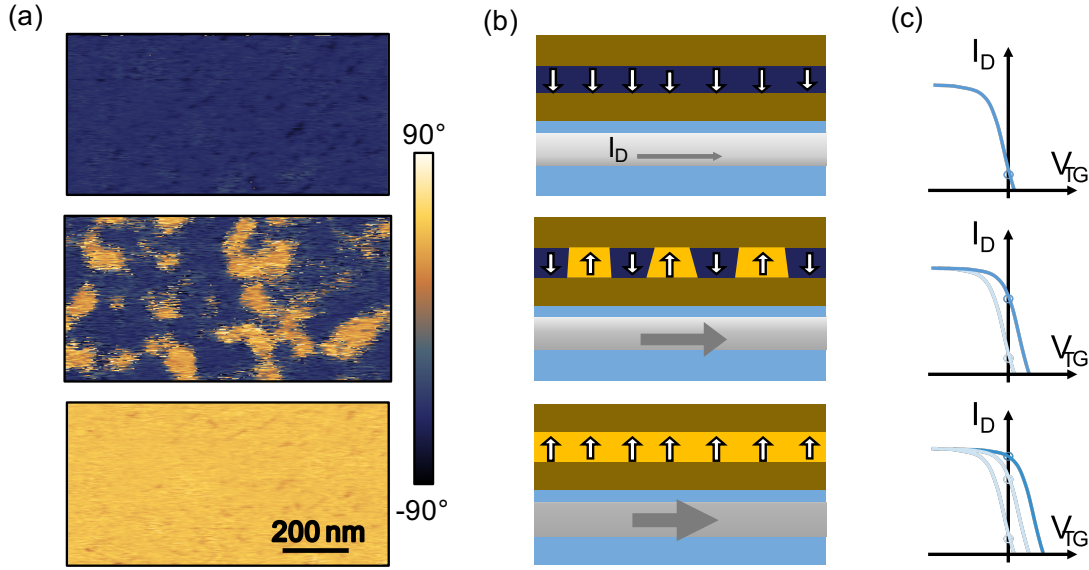 (a)
(b)
(c)
90°
-90°
200 nm
I_D
I_D
V_TG
I_D
V_TG
I_D
V_TG